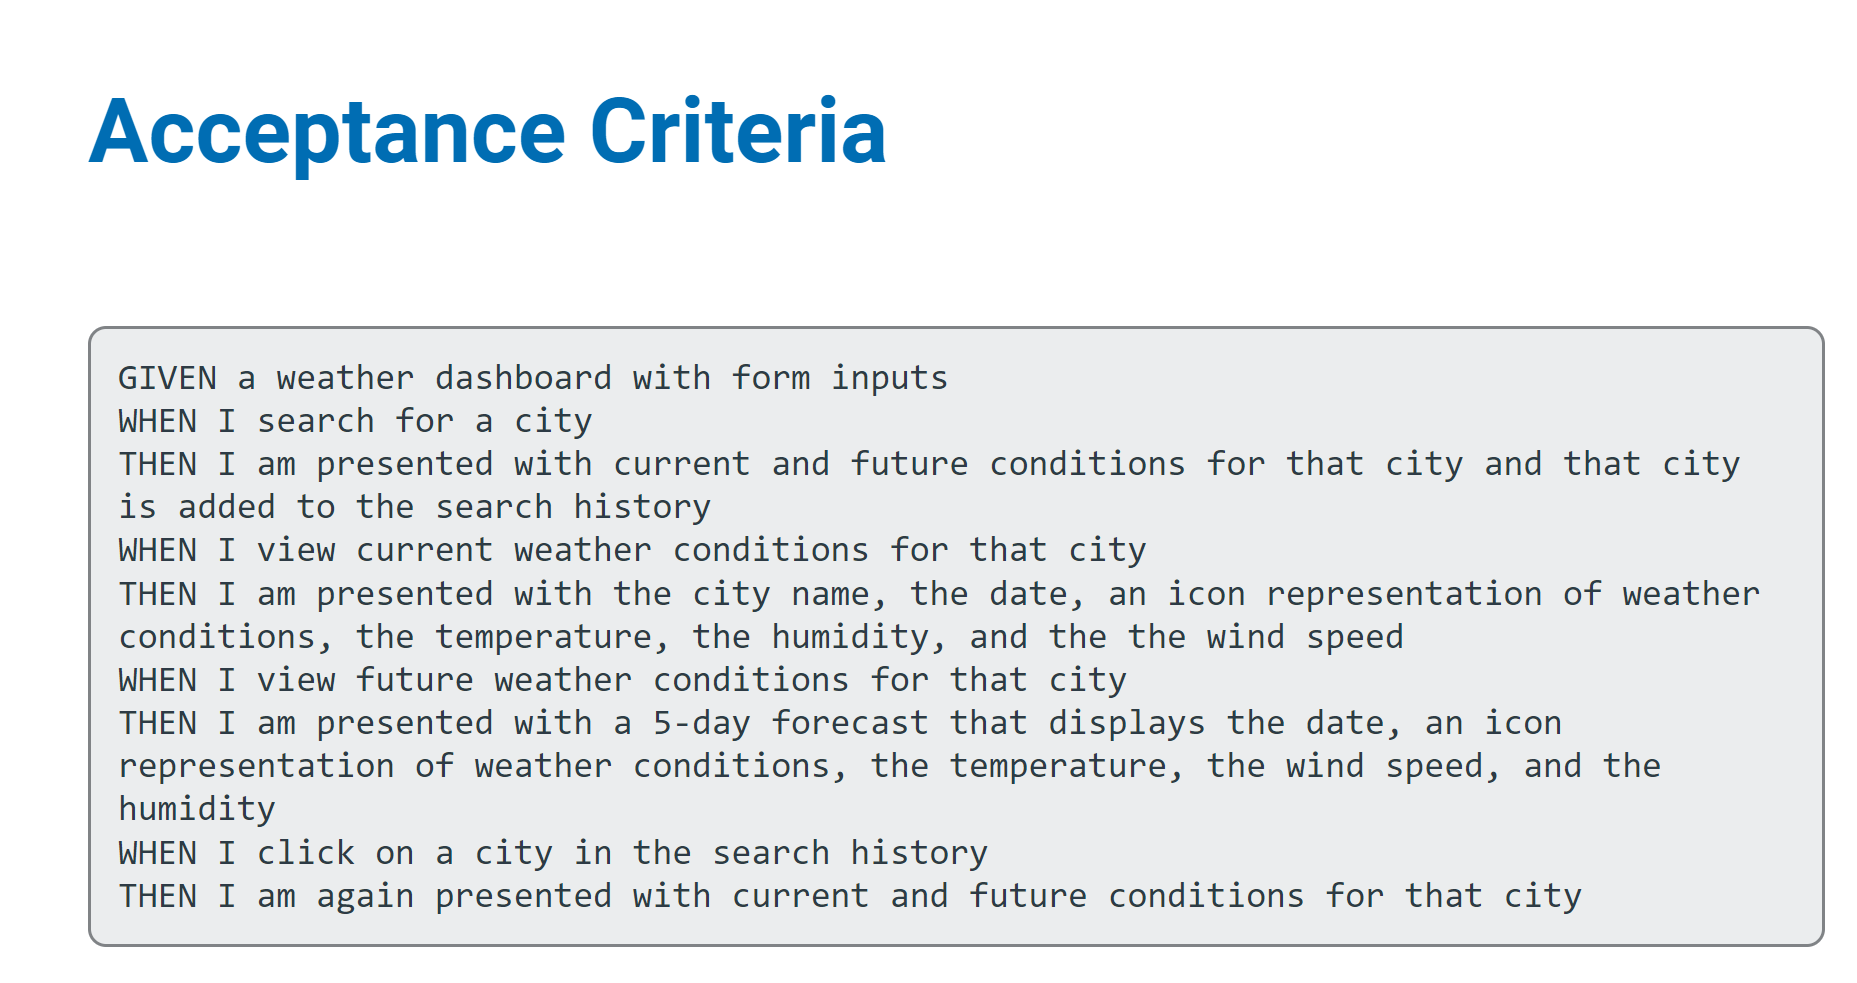 Acceptance Criteria
GIVEN a weather dashboard with form inputs
WHEN I search for a city
THEN I am presented with current and future conditions for that city and that city
is added to the search history
WHEN I view current weather conditions for that city
THEN I am presented with the city name, the date, an icon representation of weather
conditions, the temperature, the humidity, and the the wind speed
WHEN I view future weather conditions for that city
THEN I am presented with a 5-day forecast that displays the date, an icon
representation of weather conditions, the temperature, the wind speed, and the
humidity
WHEN I click on a city in the search history
THEN I am again presented with current and future conditions for that city